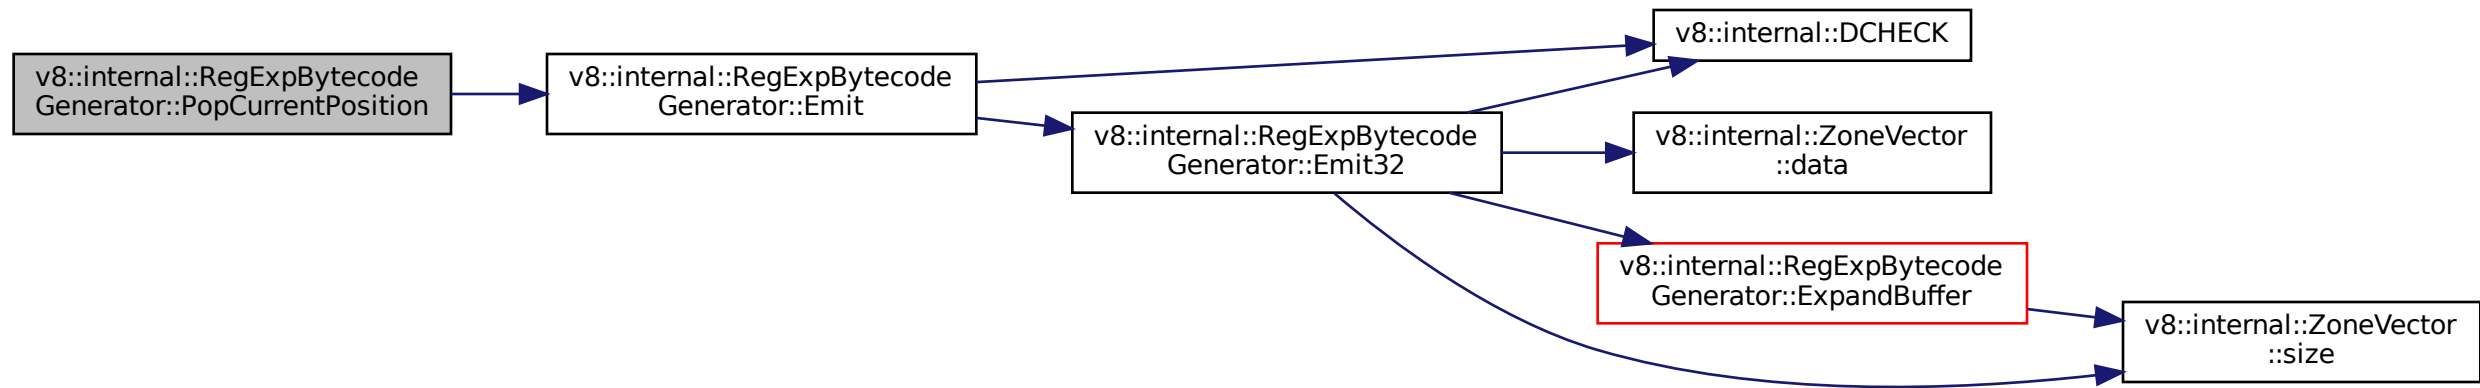 v8::internal::RegExpBytecode
Generator::PopCurrentPosition
v8::internal::RegExpBytecode
Generator::Emit
v8::internal::DCHECK
v8::internal::RegExpBytecode
Generator::Emit32
v8::internal::ZoneVector
::data
v8::internal::RegExpBytecode
Generator::ExpandBuffer
v8::internal::ZoneVector
::size